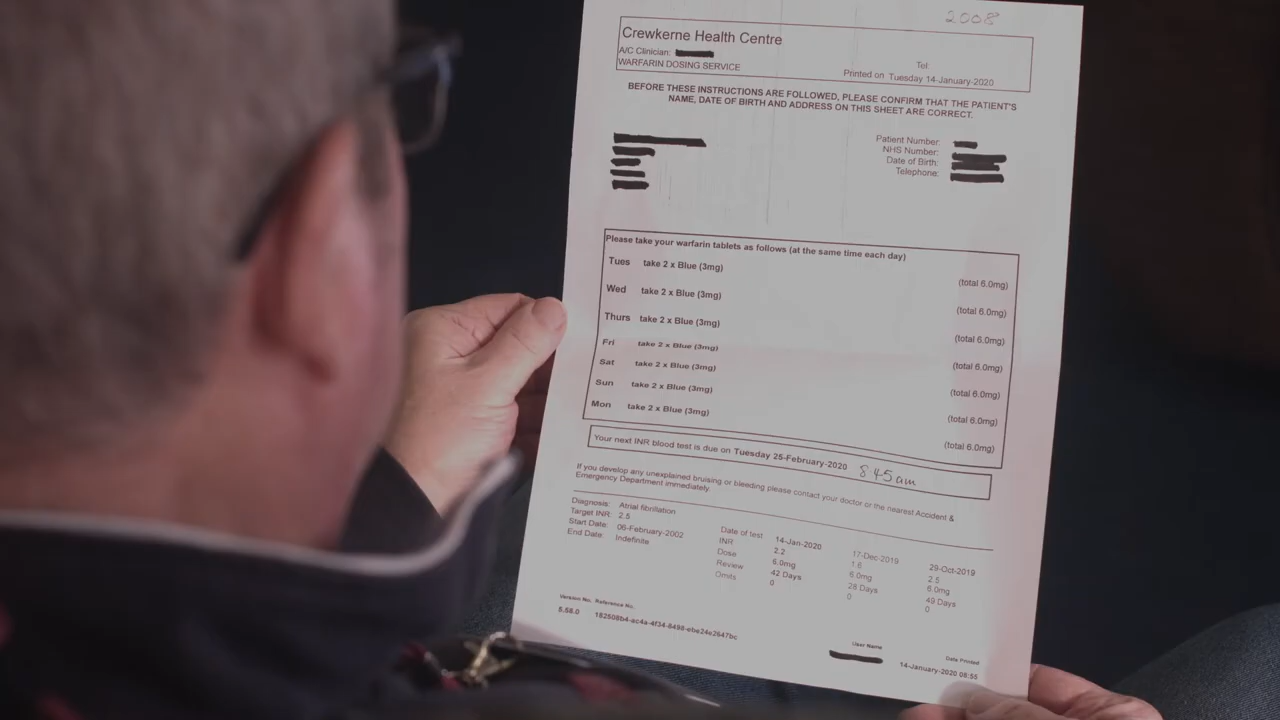 2008
Crewkerne Health Centre
A/C Clinician:
Tel:
WARFARIN DOSING SERVICE
Printed on Tuesday 14-January-2020
BEFORE THESE INSTRUCTIONS ARE FOLLOWED, PLEASE CONFIRM THAT THE PATIENT'S
NAME, DATE OF BIRTH AND ADDRESS ON THIS SHEET ARE CORRECT.
Patient Number:
NHS Number:
Date of Birth:
Telephone:
Please take your warfarin tablets as follows (at the same time each day)
Tues take 2 x Blue (3mg) (total 6.0mg)
Wed take 2 x Blue (3mg) (total 6.0mg)
Thurs take 2 x Blue (3mg) (total 6.0mg)
Fri take 2 x Blue (3mg) (total 6.0mg)
Sat take 2 x Blue (3mg) (total 6.0mg)
Sun take 2 x Blue (3mg) (total 6.0mg)
Mon take 2 x Blue (3mg) (total 6.0mg)
Your next INR blood test is due on Tuesday 25-February-2020 8.45am
If you develop any unexplained bruising or bleeding please contact your doctor or the nearest Accident &
Emergency Department immediately.
Diagnosis: Atrial fibrillation
Target INR: 2.5
Start Date: 06-February-2002
End Date: Indefinite
Date of test 14-Jan-2020 17-Dec-2019 29-Oct-2019
INR 2.2 1.6 2.5
Dose 6.0mg 6.0mg 6.0mg
Review 42 Days 28 Days 49 Days
Omits 0 0 0
Version No. Reference No.
5.58.0
User Name
Date Printed
14-January-2020 08:55